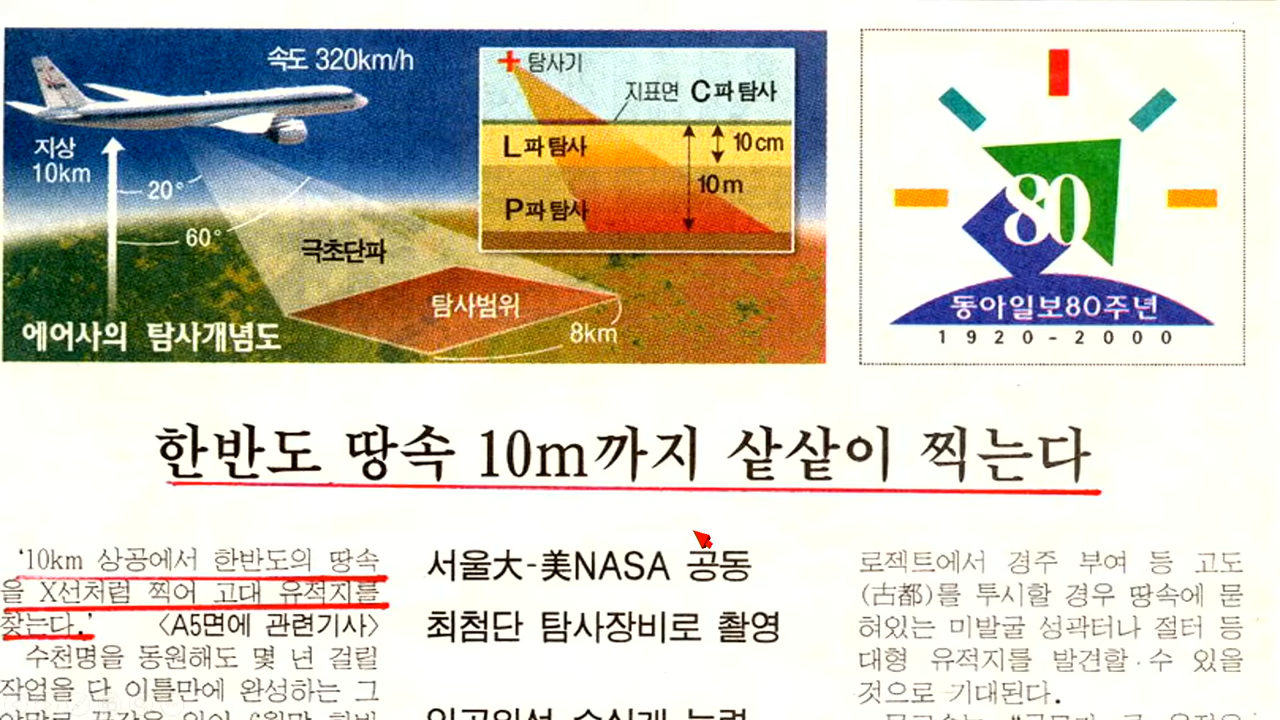 속도 320km/h
지상
10km
20°
60°
극초단파
탐사범위
8km
에어사의 탐사개념도
탐사기
지표면 C파 탐사
L파 탐사
10 cm
10 m
P파 탐사
80
동아일보80주년
1920-2000
한반도 땅속 10m까지 샅샅이 찍는다
‘10km 상공에서 한반도의 땅속
을 X선처럼 찍어 고대 유적지를
찾는다.’ 〈A5면에 관련기사〉
수천명을 동원해도 몇 년 걸릴
작업을 단 이틀만에 완성하는 그
서울大-美NASA 공동
최첨단 탐사장비로 촬영
로젝트에서 경주 부여 등 고도
(古都)를 투시할 경우 땅속에 묻
혀있는 미발굴 성곽터나 절터 등
대형 유적지를 발견할 수 있을
것으로 기대된다.